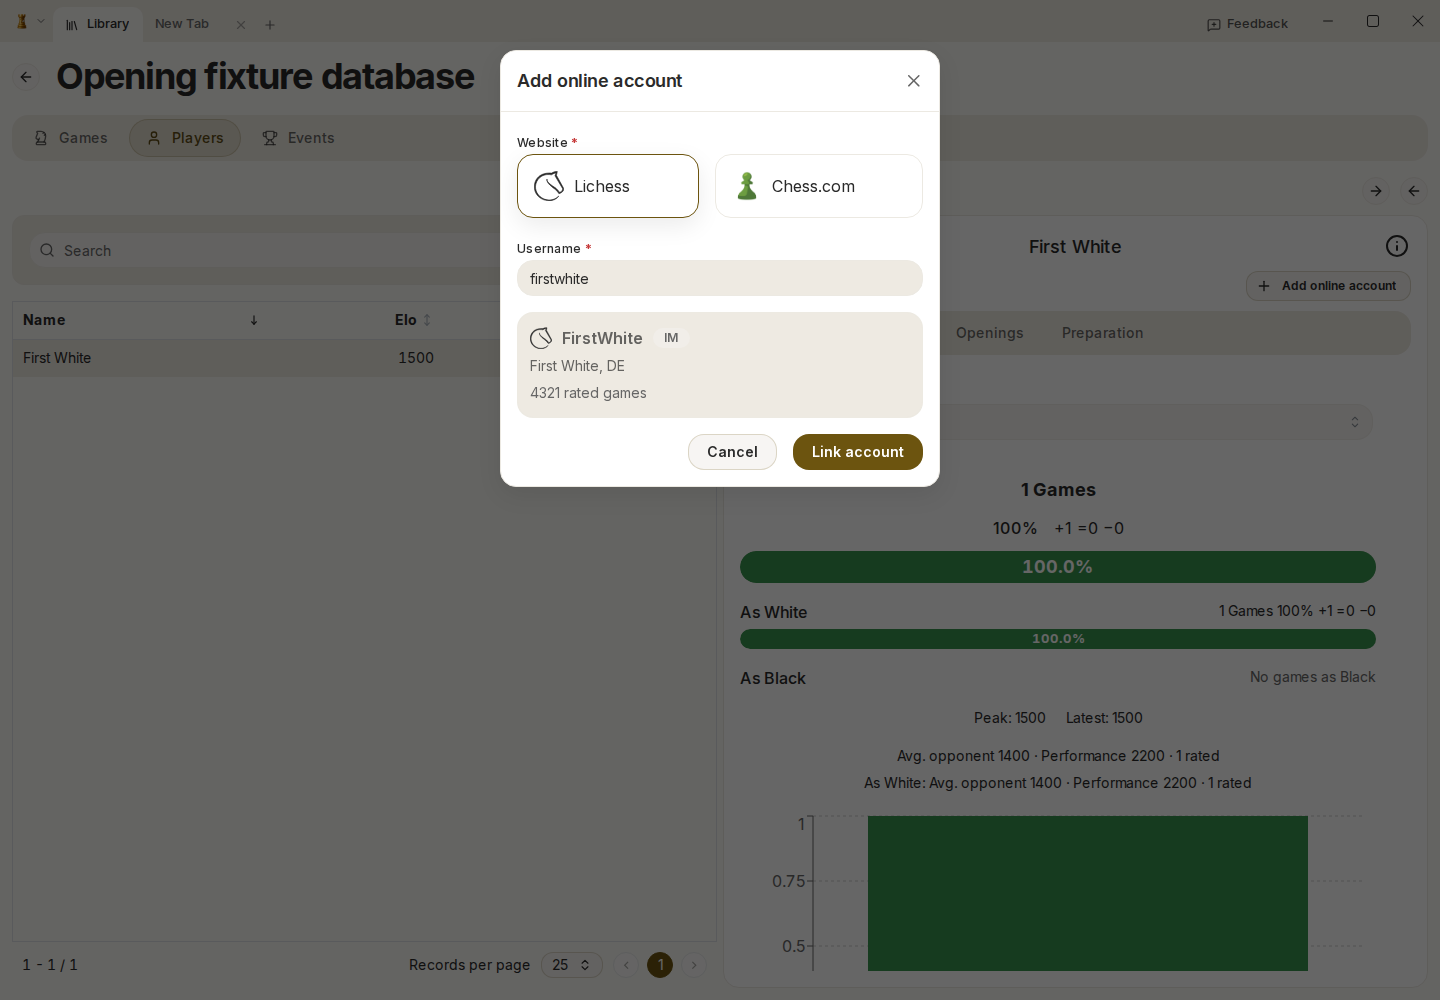 Library
New Tab
Feedback
Opening fixture database
Games
Players
Events
Search
Name
Elo
First White
1500
1 - 1 / 1
Records per page
25
1
Add online account
Website *
Lichess
Chess.com
Username *
firstwhite
FirstWhite
IM
First White, DE
4321 rated games
Cancel
Link account
First White
Add online account
Openings
Preparation
1 Games
100% +1 =0 −0
100.0%
As White
1 Games 100% +1 =0 −0
100.0%
As Black
No games as Black
Peak: 1500
Latest: 1500
Avg. opponent 1400 · Performance 2200 · 1 rated
As White: Avg. opponent 1400 · Performance 2200 · 1 rated
1
0.75
0.5